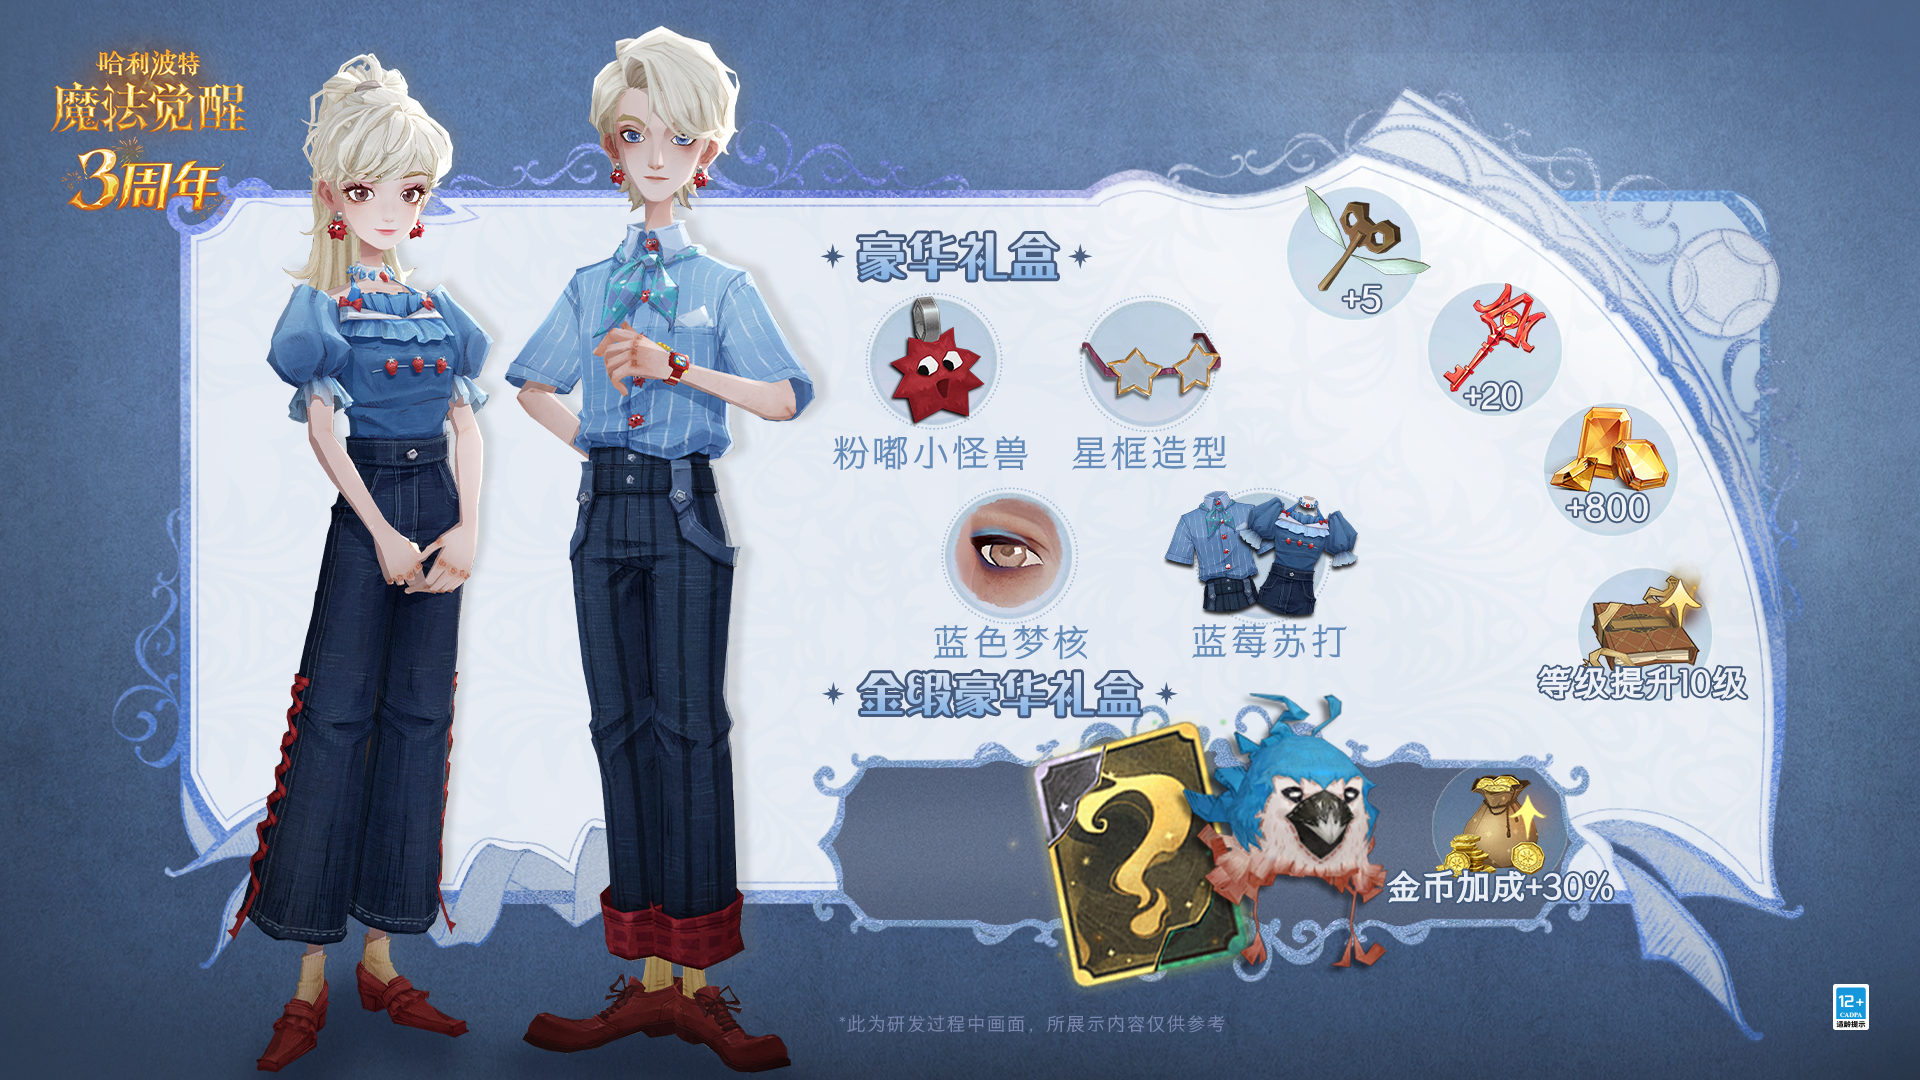 哈利波特
魔法觉醒
3周年
豪华礼盒
粉嘟小怪兽
星框造型
蓝色梦核
蓝莓苏打
+5
+20
+800
等级提升10级
金缎豪华礼盒
金币加成+30%
*此为研发过程中画面，所展示内容仅供参考
12+
CADPA
适龄提示